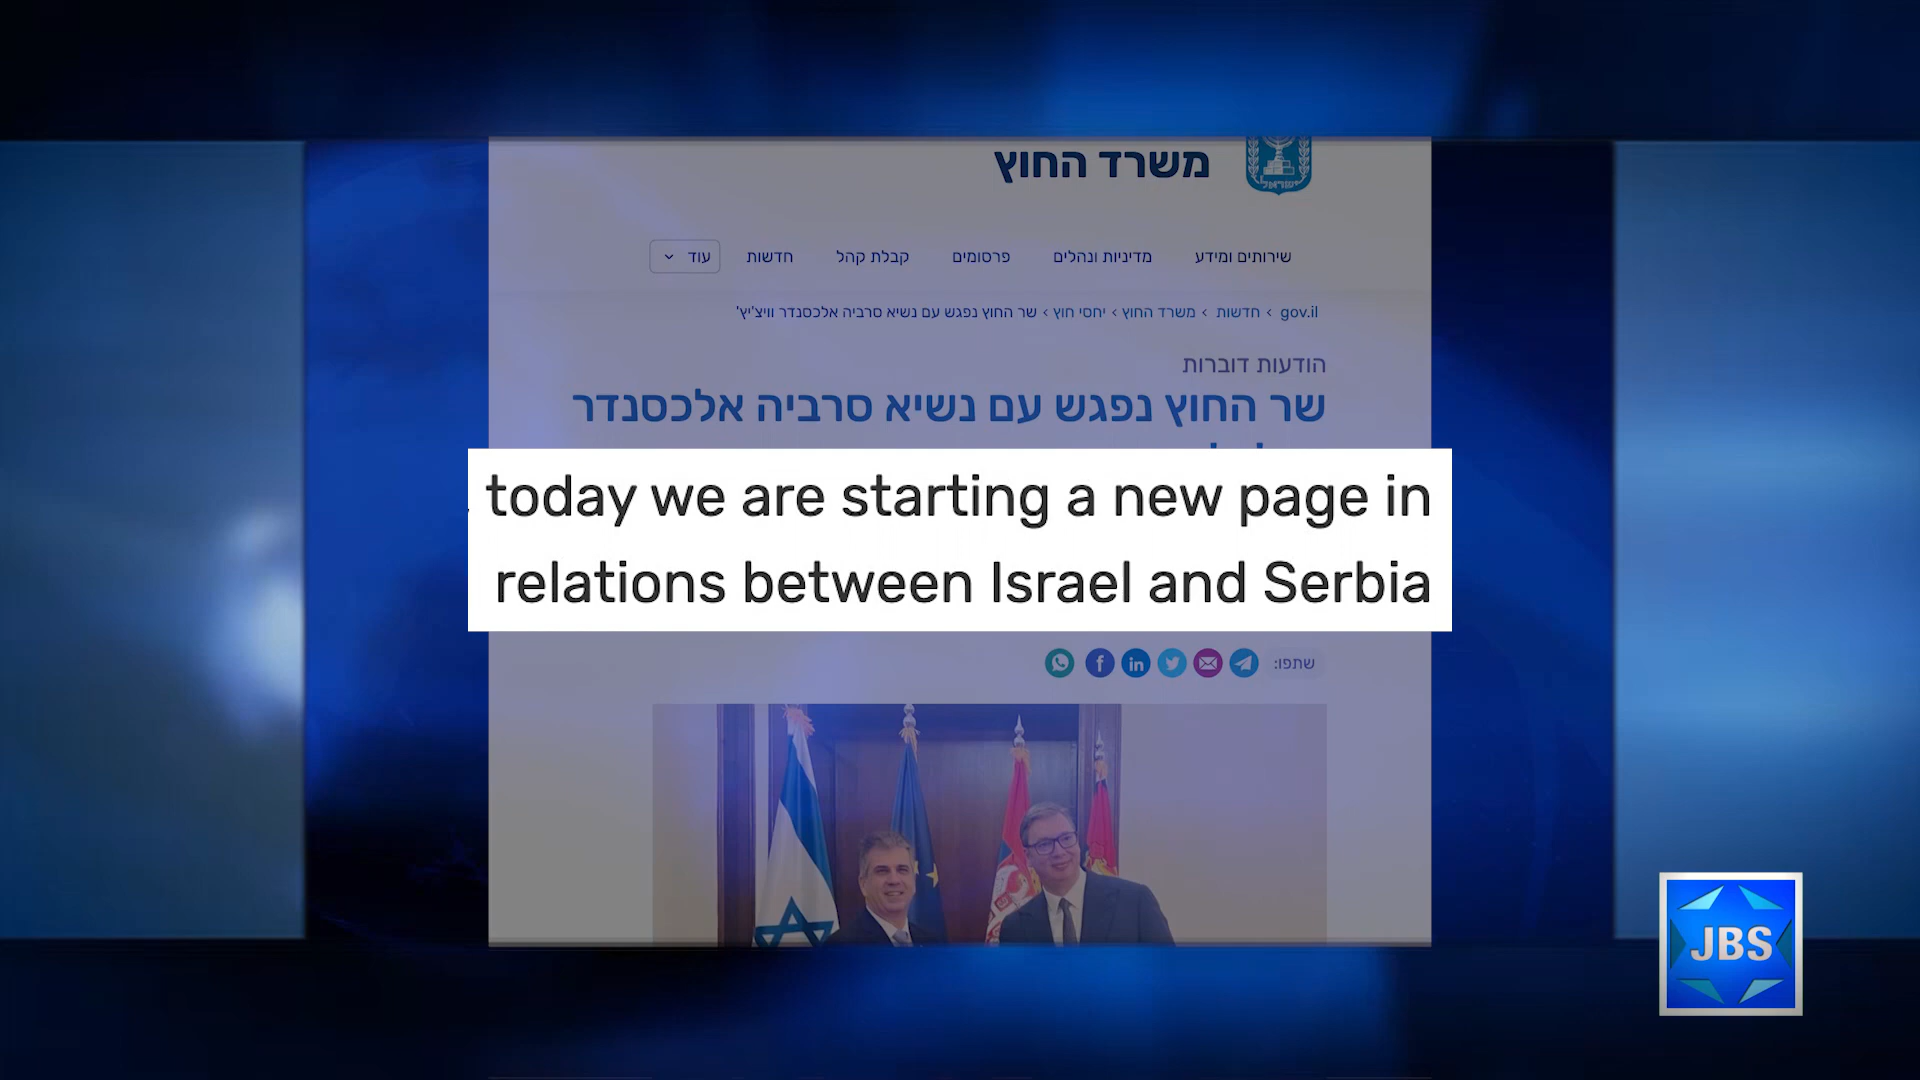 משרד החוץ
שירותים ומידע
מדיניות ונהלים
פרסומים
קבלת קהל
חדשות
עוד
gov.il › חדשות › משרד החוץ › יחסי חוץ › שר החוץ נפגש עם נשיא סרביה אלכסנדר וויצ'יץ'
הודעות דוברות
שר החוץ נפגש עם נשיא סרביה אלכסנדר
today we are starting a new page in
relations between Israel and Serbia
שתפו:
JBS